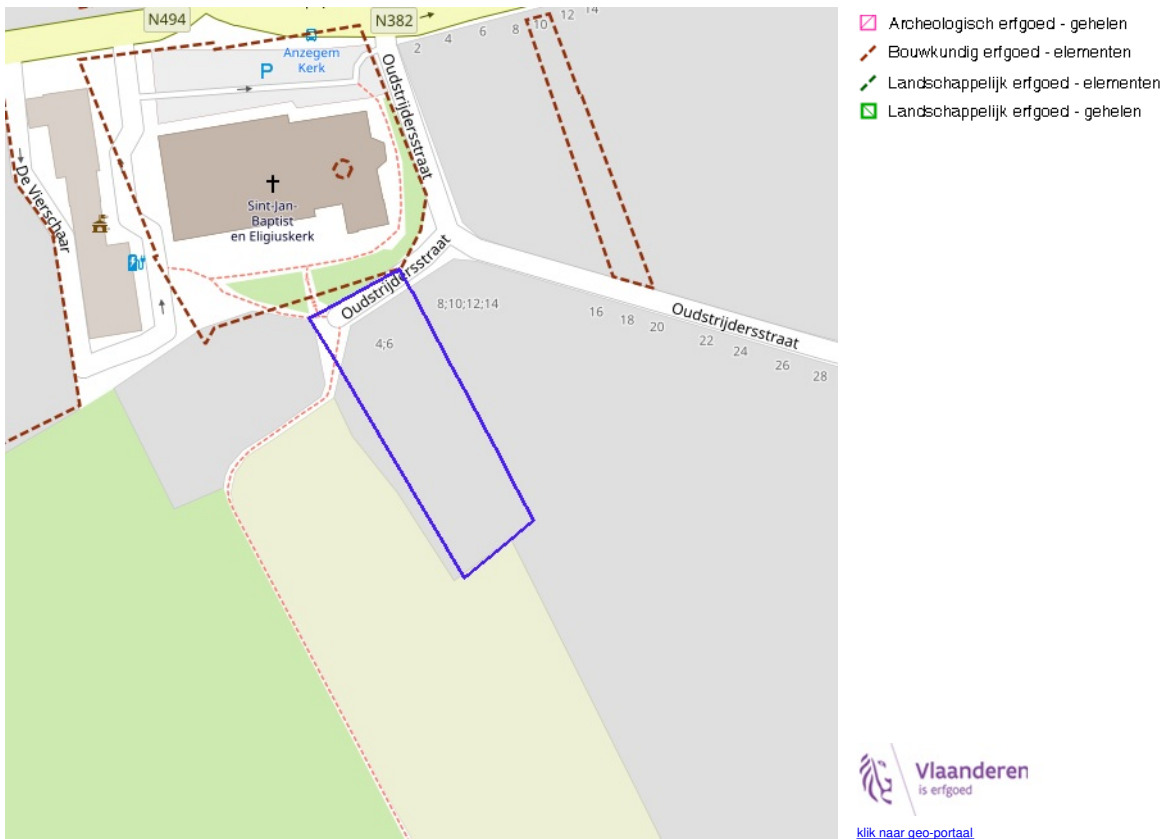 N494
N382
14
12
10
8
6
4
2
Anzegem
Kerk
P
Oudstrijdersstraat
De Vierschaar
Sint-Jan-
Baptist
en Eligiuskerk
Oudstrijdersstraat
8;10;12;14
4;6
16
18
20
Oudstrijdersstraat
22
24
26
28
Archeologisch erfgoed - gehelen
Bouwkundig erfgoed - elementen
Landschappelijk erfgoed - elementen
Landschappelijk erfgoed - gehelen
Vlaanderen
is erfgoed
klik naar geo-portaal